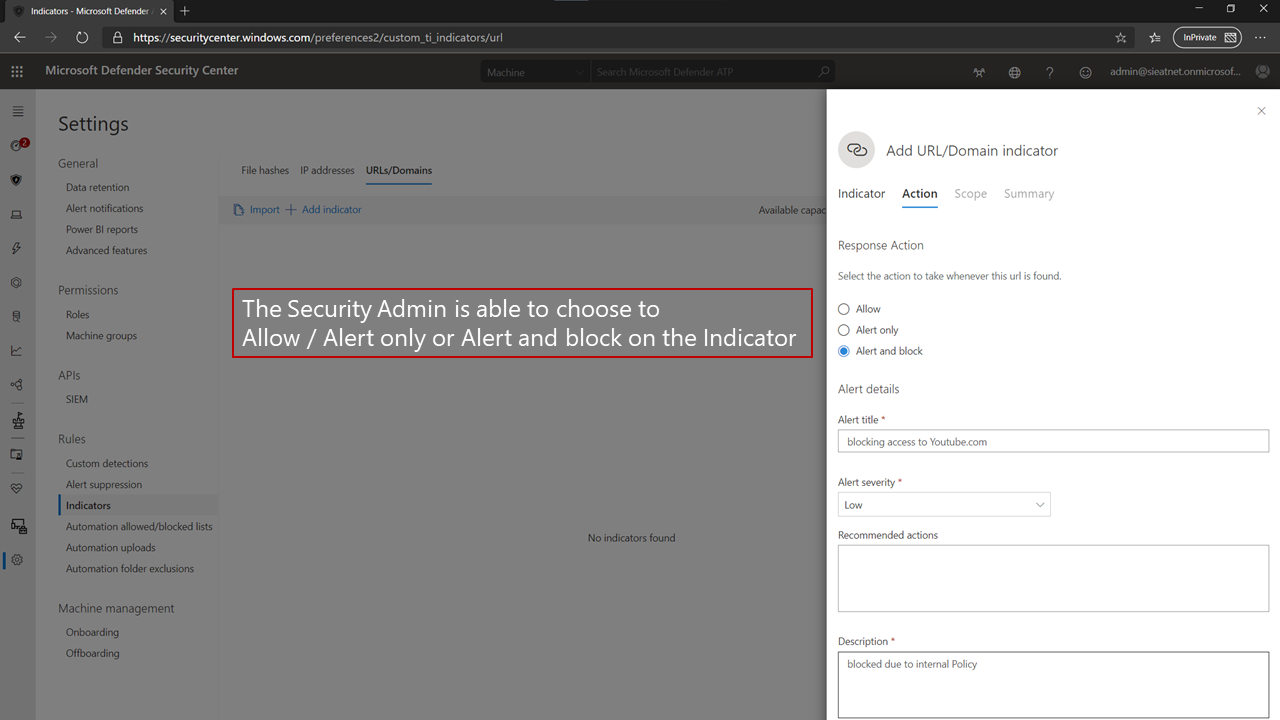 Indicators - Microsoft Defender
https://securitycenter.windows.com/preferences2/custom_ti_indicators/url
InPrivate
Microsoft Defender Security Center
Machine
Search Microsoft Defender ATP
admin@sieatnet.onmicrosof...
2
Settings
General
Data retention
Alert notifications
Power BI reports
Advanced features
Permissions
Roles
Machine groups
APIs
SIEM
Rules
Custom detections
Alert suppression
Indicators
Automation allowed/blocked lists
Automation uploads
Automation folder exclusions
Machine management
Onboarding
Offboarding
File hashes IP addresses URLs/Domains
Import Add indicator
Available capac
The Security Admin is able to choose to
Allow / Alert only or Alert and block on the Indicator
No indicators found
Add URL/Domain indicator
Indicator Action Scope Summary
Response Action
Select the action to take whenever this url is found.
Allow
Alert only
Alert and block
Alert details
Alert title *
blocking access to Youtube.com
Alert severity *
Low
Recommended actions
Description *
blocked due to internal Policy